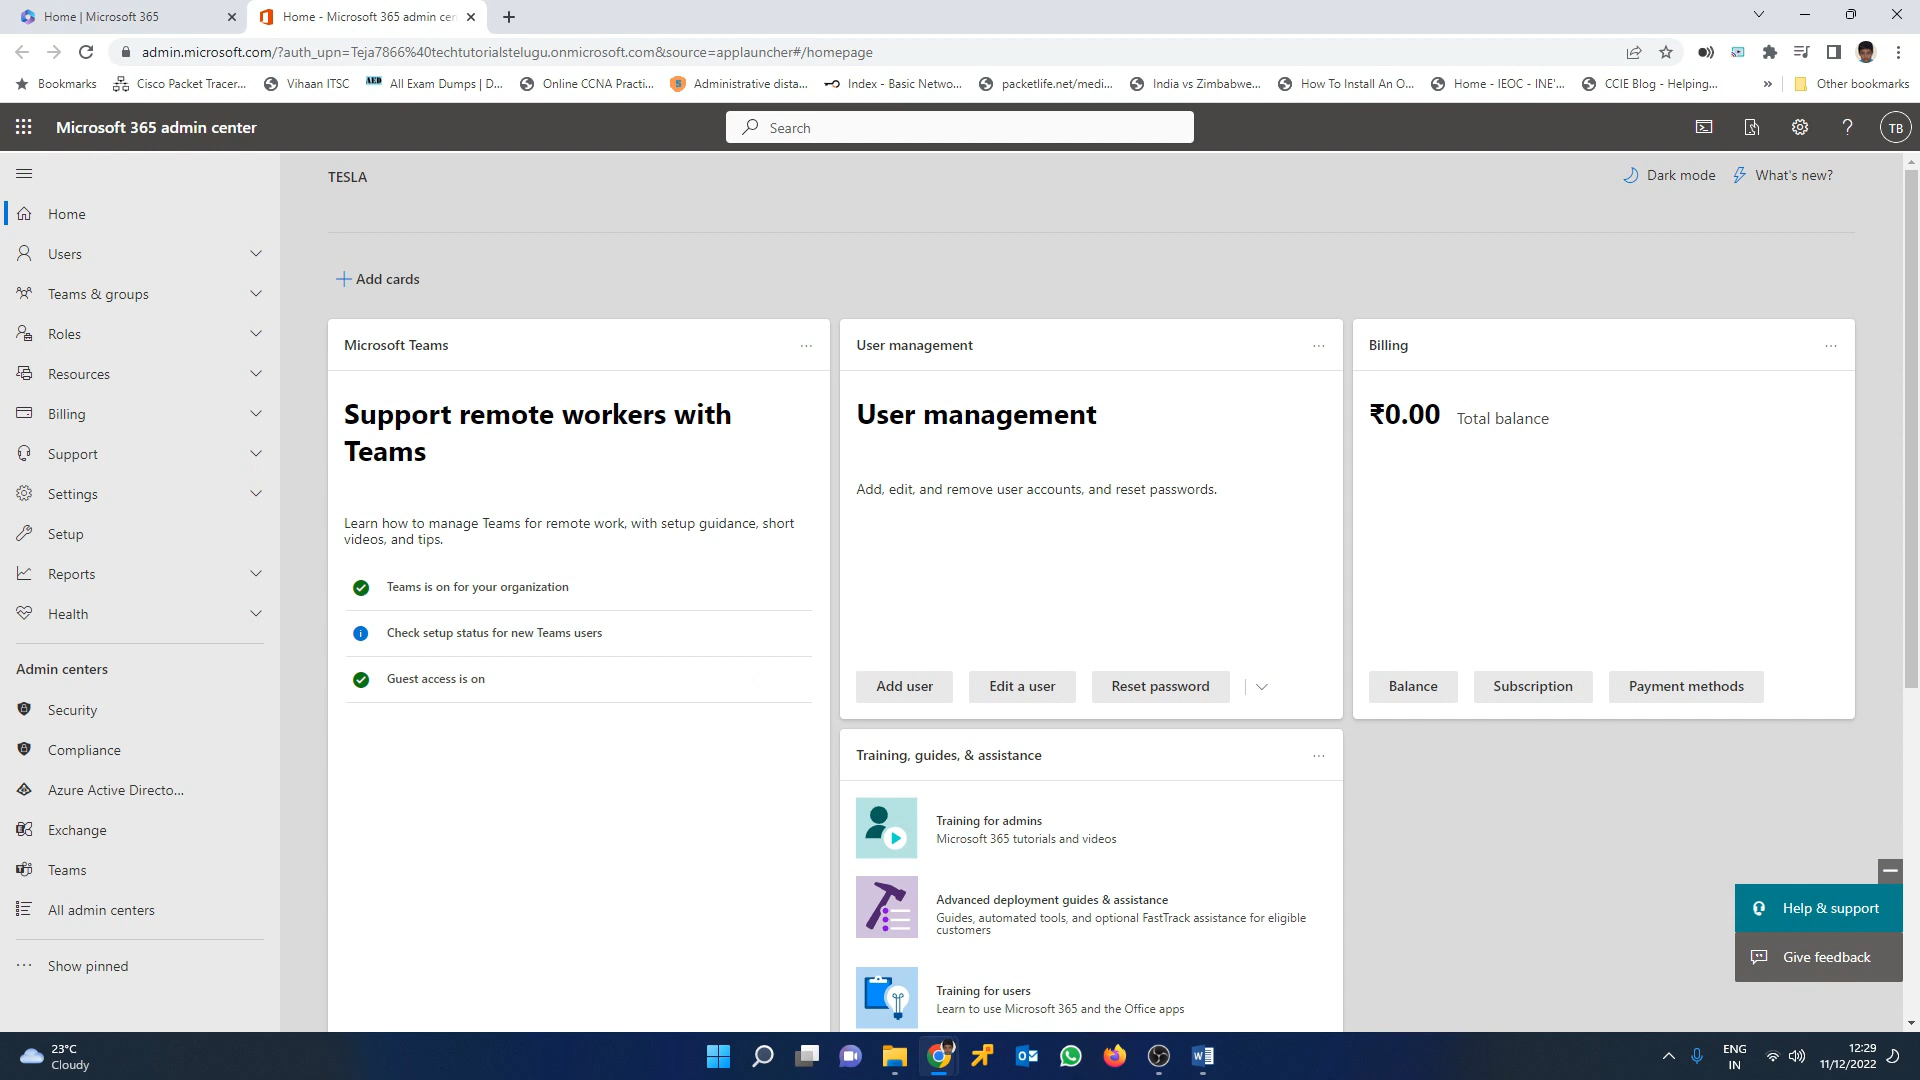 Home | Microsoft 365
Home - Microsoft 365 admin cen
admin.microsoft.com/?auth_upn=Teja7866%40techtutorialstelugu.onmicrosoft.com&source=applauncher#/homepage
Bookmarks
Cisco Packet Tracer...
Vihaan ITSC
AED
All Exam Dumps | D...
Online CCNA Practi...
Administrative dista...
Index - Basic Netwo...
packetlife.net/medi...
India vs Zimbabwe...
How To Install An O...
Home - IEOC - INE'...
CCIE Blog - Helping...
»
Other bookmarks
Microsoft 365 admin center
Search
TB
TESLA
Dark mode
What's new?
Home
Users
Teams & groups
Roles
Resources
Billing
Support
Settings
Setup
Reports
Health
Admin centers
Security
Compliance
Azure Active Directo...
Exchange
Teams
All admin centers
Show pinned
Add cards
Microsoft Teams
Support remote workers with
Teams
Learn how to manage Teams for remote work, with setup guidance, short
videos, and tips.
Teams is on for your organization
Check setup status for new Teams users
Guest access is on
User management
User management
Add, edit, and remove user accounts, and reset passwords.
Add user
Edit a user
Reset password
Billing
₹0.00 Total balance
Balance
Subscription
Payment methods
Training, guides, & assistance
Training for admins
Microsoft 365 tutorials and videos
Advanced deployment guides & assistance
Guides, automated tools, and optional FastTrack assistance for eligible
customers
Training for users
Learn to use Microsoft 365 and the Office apps
Help & support
Give feedback
23°C
Cloudy
ENG
IN
12:29
11/12/2022